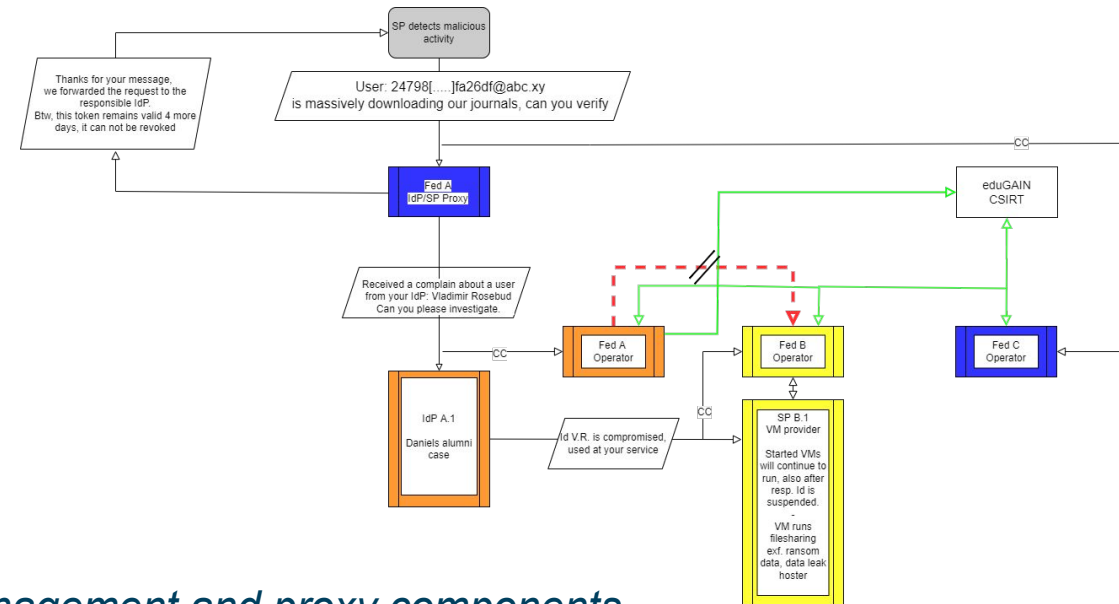 SP detects malicious
activity
Thanks for your message,
we forwarded the request to the
responsible IdP.
Btw, this token remains valid 4 more
days, it can not be revoked
User: 24798[.....]fa26df@abc.xy
is massively downloading our journals, can you verify
CC
Fed A
IdP/SP Proxy
eduGAIN
CSIRT
Received a complain about a user
from your IdP: Vladimir Rosebud
Can you please investigate.
CC
Fed A
Operator
Fed B
Operator
Fed C
Operator
IdP A.1
Daniels alumni
case
Id V.R. is compromised,
used at your service
CC
SP B.1
VM provider
Started VMs
will continue to
run, also after
resp. Id is
suspended.
-
VM runs
filesharing
exf. ransom
data, data leak
hoster
nagement and proxy components